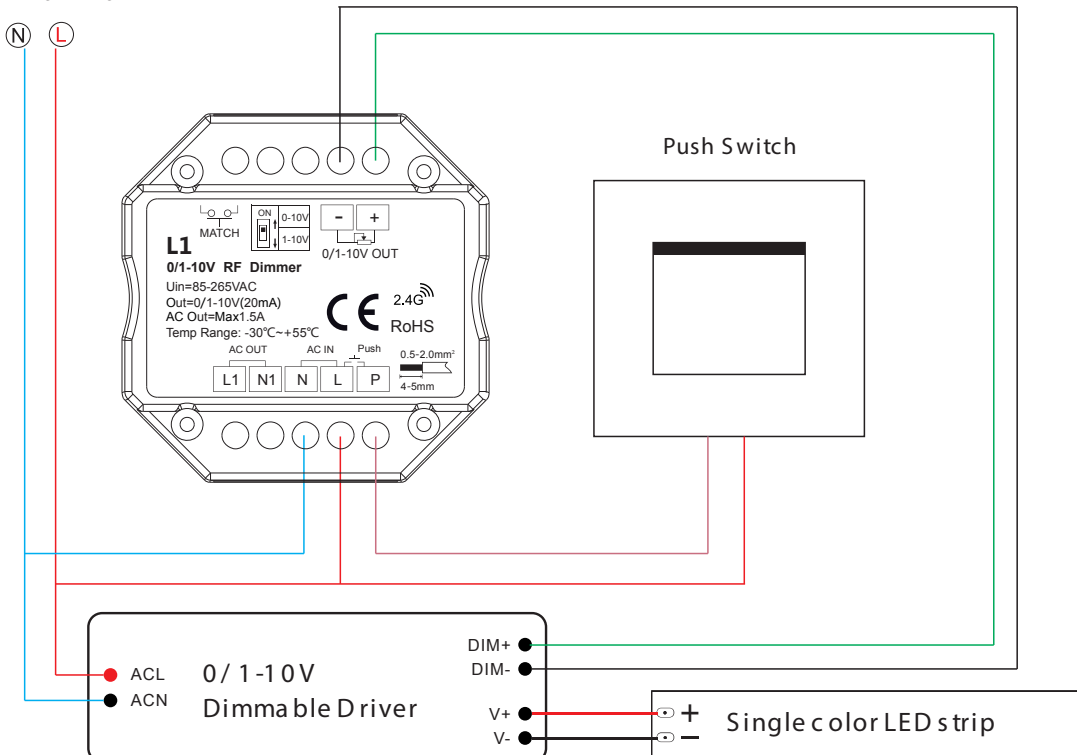 N L
Push Switch
MATCH
ON
0-10V
1-10V
- +
0/1-10V OUT
L1
0/1-10V RF Dimmer
Uin=85-265VAC
Out=0/1-10V(20mA)
AC Out=Max1.5A
Temp Range: -30℃~+55℃
CE
2.4G
RoHS
AC OUT AC IN Push
L1 N1 N L P
0.5-2.0mm²
4-5mm
ACL
ACN
0/1-10V
Dimmable Driver
DIM+
DIM-
V+
V-
+
-
Single color LED strip